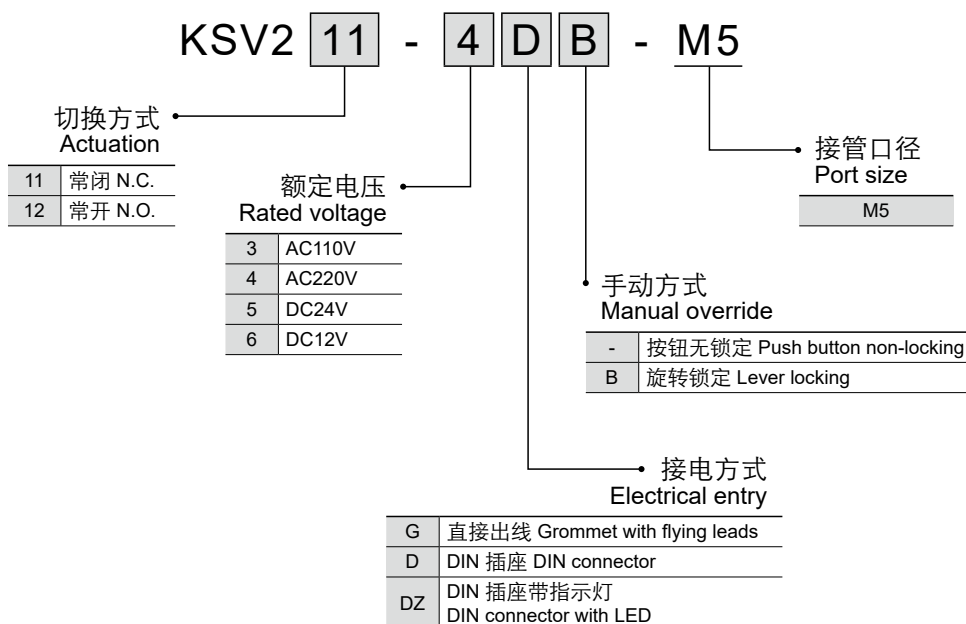 KSV2 11 - 4 D B - M5
切换方式
Actuation
11 常闭 N.C.
12 常开 N.O.
额定电压
Rated voltage
3 AC110V
4 AC220V
5 DC24V
6 DC12V
接管口径
Port size
M5
手动方式
Manual override
- 按钮无锁定 Push button non-locking
B 旋转锁定 Lever locking
接电方式
Electrical entry
G 直接出线 Grommet with flying leads
D DIN 插座 DIN connector
DZ DIN 插座带指示灯
DIN connector with LED